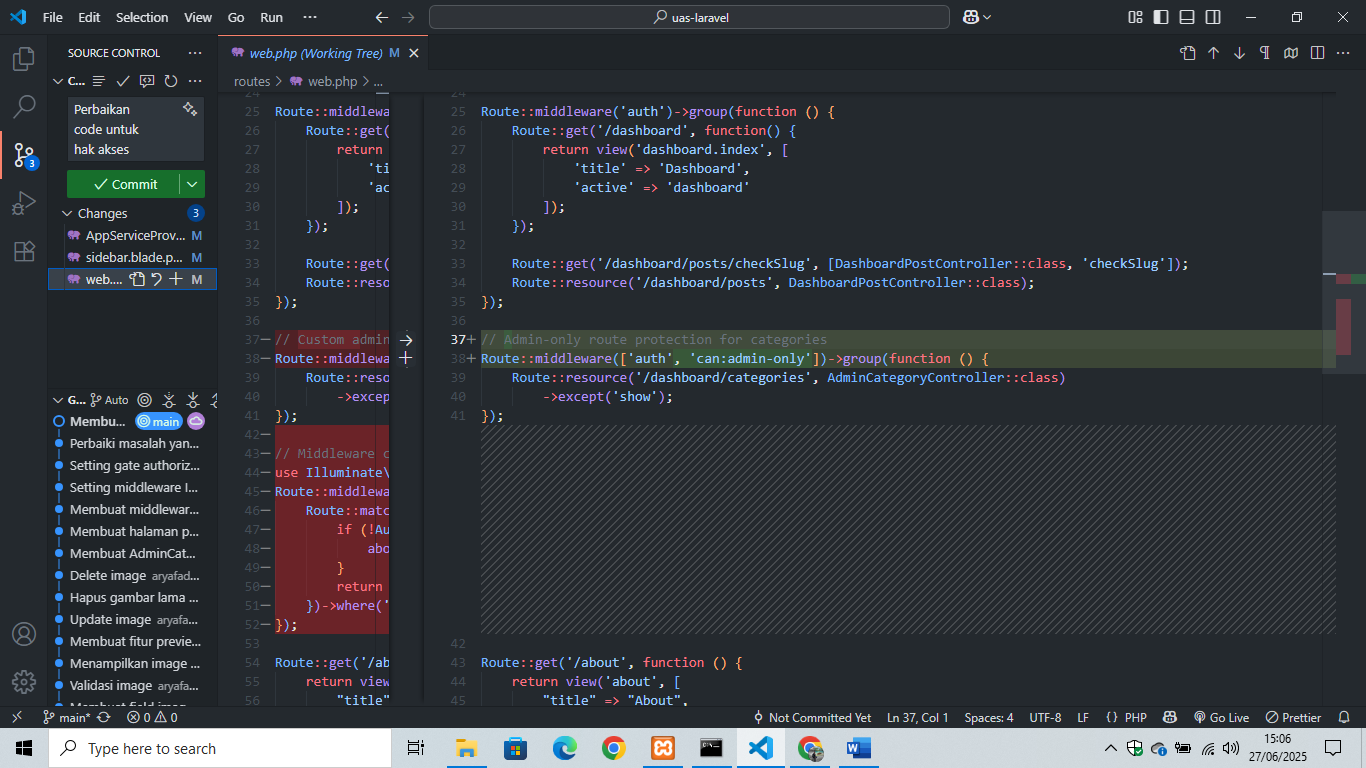 File Edit Selection View Go Run ···
uas-laravel
SOURCE CONTROL ···
C...
Perbaikan
code untuk
hak akses
Commit
Changes 3
AppServiceProv... M
sidebar.blade.p... M
web.... M
G... Auto
Membu... main
Perbaiki masalah yan...
Setting gate authoriz...
Setting middleware I...
Membuat middlewar...
Membuat halaman p...
Membuat AdminCat...
Delete image aryafad...
Hapus gambar lama ...
Update image aryafa...
Membuat fitur previe...
Menampilkan image ...
Validasi image aryafa...
web.php (Working Tree) M
routes > web.php > ...
24
25 Route::middlewa
26 Route::get(
27 return
28 'ti
29 'ac
30 ]);
31 });
32
33 Route::get(
34 Route::reso
35 });
36
37— // Custom admin
38— Route::middlewa
39 Route::reso
40 ->except
41 });
42—
43— // Middleware c
44— use Illuminate\
45— Route::middlewa
46— Route::matc
47— if (!Au
48— abo
49— }
50— return
51— })->where('
52— });
53
54 Route::get('/ab
55 return view
56 "title"
24
25 Route::middleware('auth')->group(function () {
26 Route::get('/dashboard', function() {
27 return view('dashboard.index', [
28 'title' => 'Dashboard',
29 'active' => 'dashboard'
30 ]);
31 });
32
33 Route::get('/dashboard/posts/checkSlug', [DashboardPostController::class, 'checkSlug']);
34 Route::resource('/dashboard/posts', DashboardPostController::class);
35 });
36
37+ // Admin-only route protection for categories
38+ Route::middleware(['auth', 'can:admin-only'])->group(function () {
39 Route::resource('/dashboard/categories', AdminCategoryController::class)
40 ->except('show');
41 });
42
43 Route::get('/about', function () {
44 return view('about', [
45 "title" => "About",
main* 0 0 Not Committed Yet Ln 37, Col 1 Spaces: 4 UTF-8 LF {} PHP Go Live Prettier
Type here to search
15:06
27/06/2025